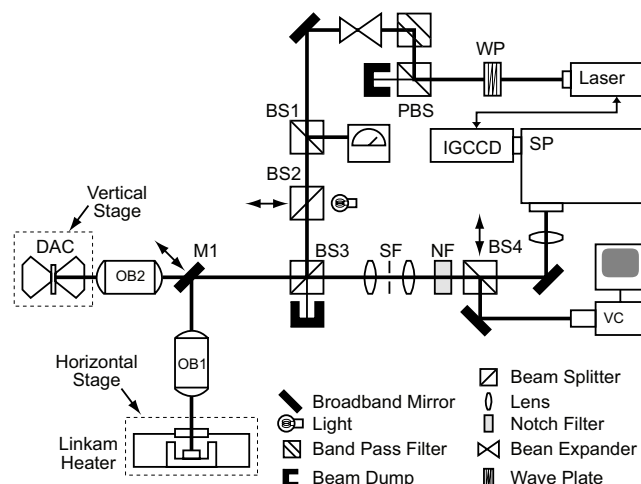 WP
Laser
PBS
BS1
IGCCD
SP
BS2
Vertical
Stage
DAC
M1
OB2
BS3
SF
NF
BS4
VC
OB1
Horizontal
Stage
Linkam
Heater
Broadband Mirror
Light
Band Pass Filter
Beam Dump
Beam Splitter
Lens
Notch Filter
Bean Expander
Wave Plate